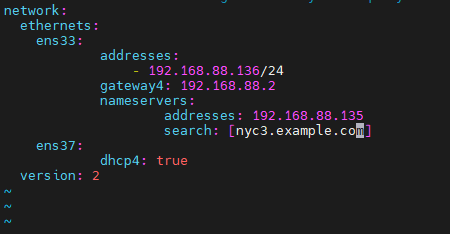 network:
  ethernets:
    ens33:
            addresses:
                - 192.168.88.136/24
            gateway4: 192.168.88.2
            nameservers:
                    addresses: 192.168.88.135
                    search: [nyc3.example.com]
    ens37:
            dhcp4: true
  version: 2
~
~
~